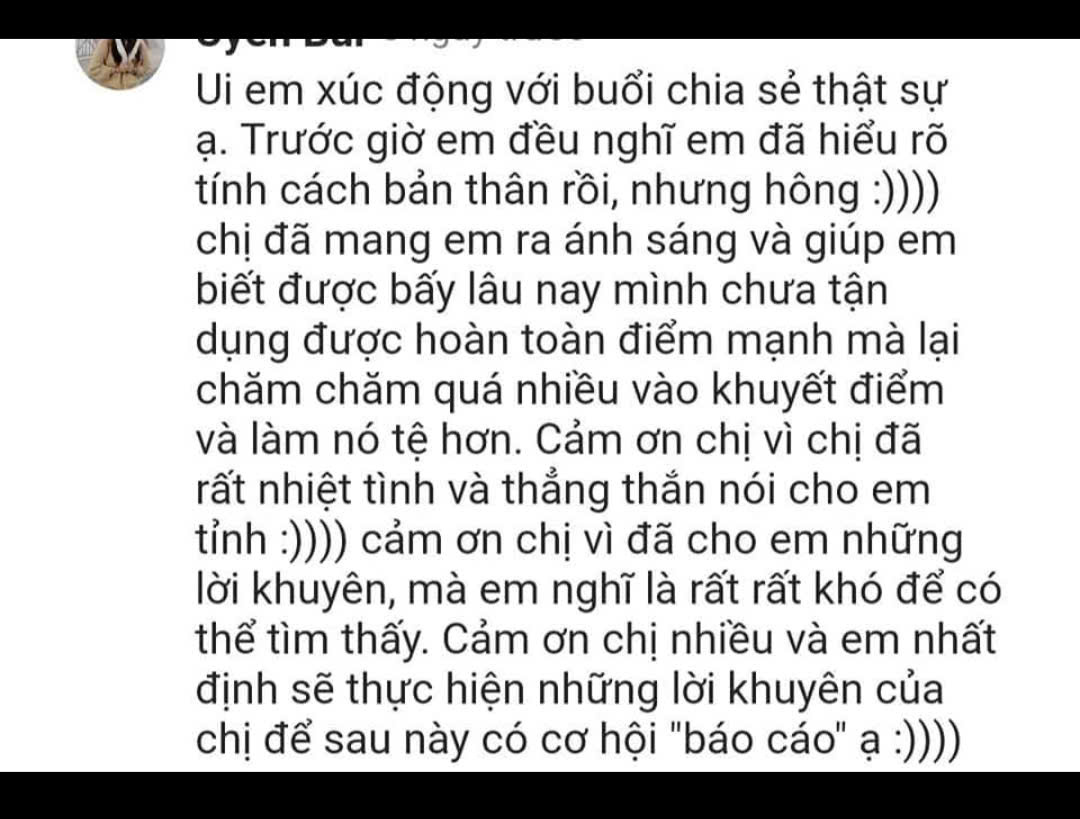 Ui em xúc động với buổi chia sẻ thật sự
ạ. Trước giờ em đều nghĩ em đã hiểu rõ
tính cách bản thân rồi, nhưng hông :))))
chị đã mang em ra ánh sáng và giúp em
biết được bấy lâu nay mình chưa tận
dụng được hoàn toàn điểm mạnh mà lại
chăm chăm quá nhiều vào khuyết điểm
và làm nó tệ hơn. Cảm ơn chị vì chị đã
rất nhiệt tình và thẳng thắn nói cho em
tỉnh :)))) cảm ơn chị vì đã cho em những
lời khuyên, mà em nghĩ là rất rất khó để có
thể tìm thấy. Cảm ơn chị nhiều và em nhất
định sẽ thực hiện những lời khuyên của
chị để sau này có cơ hội "báo cáo" ạ :))))